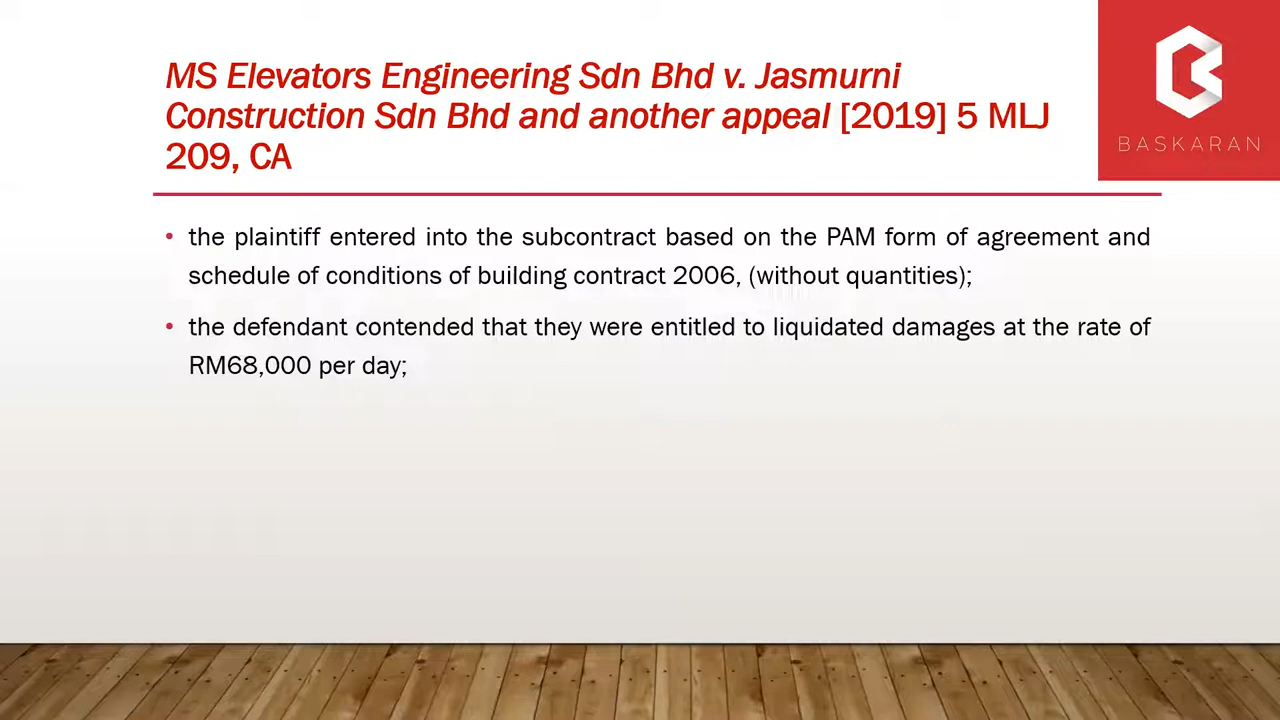 MS Elevators Engineering Sdn Bhd v. Jasmurni
Construction Sdn Bhd and another appeal [2019] 5 MLJ
209, CA
BASKARAN
• the plaintiff entered into the subcontract based on the PAM form of agreement and
schedule of conditions of building contract 2006, (without quantities);
• the defendant contended that they were entitled to liquidated damages at the rate of
RM68,000 per day;